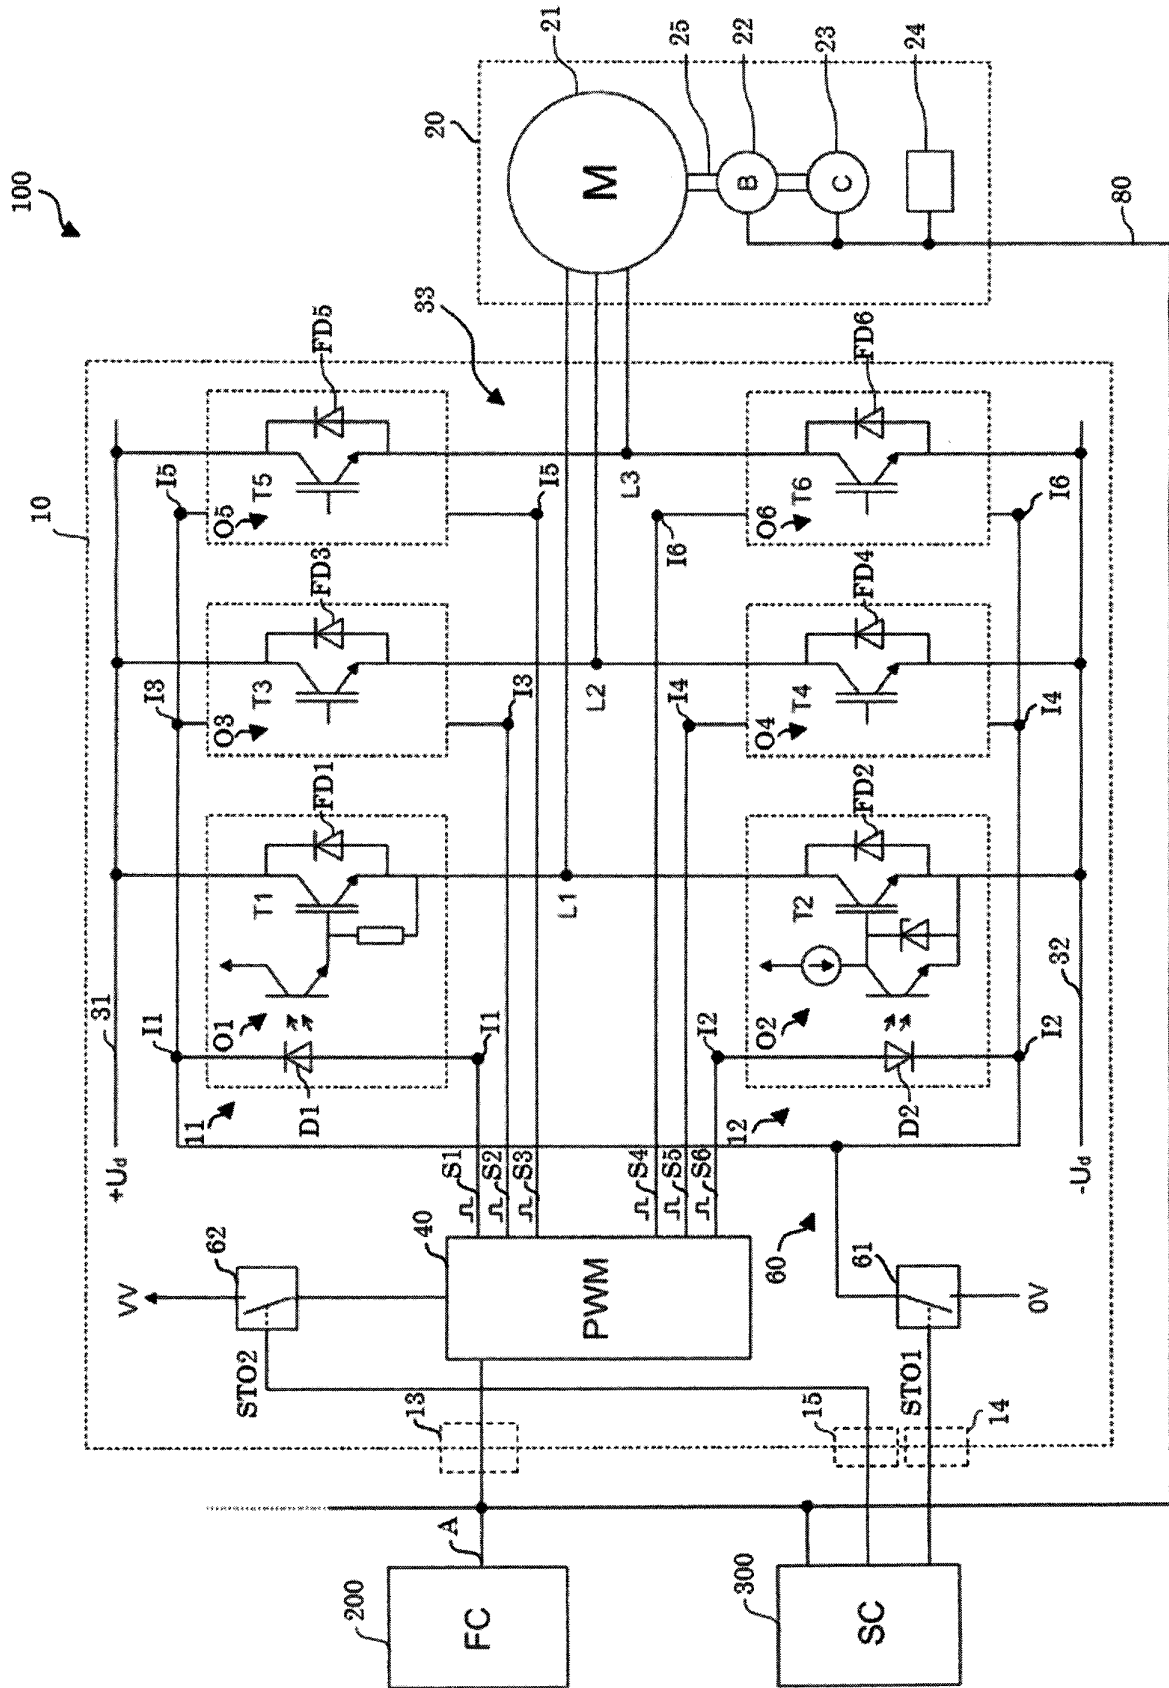 100
10
20
21
25
22
23
24
80
M
B
C
33
31
+Ud
I1
I3
I5
11
O1
T1
FD1
O3
T3
FD3
O5
T5
FD5
D1
I1
I3
I5
S1
S2
S3
L1
L2
L3
S4
S5
S6
I2
I4
I6
12
O2
T2
FD2
O4
T4
FD4
O6
T6
FD6
D2
I2
I4
I6
32
-Ud
VV
62
STO2
40
PWM
60
61
0V
STO1
13
15
14
A
200
FC
300
SC